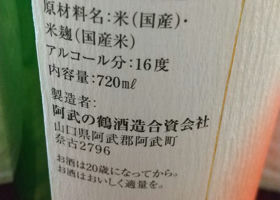 原材料名：米（国産）・
米麹（国産米）
アルコール分：16度
内容量：720㎖
製造者：
阿武の鶴酒造合資会社
山口県阿武郡阿武町
奈古2796
お酒は20歳になってから。
お酒はおいしく適量を。